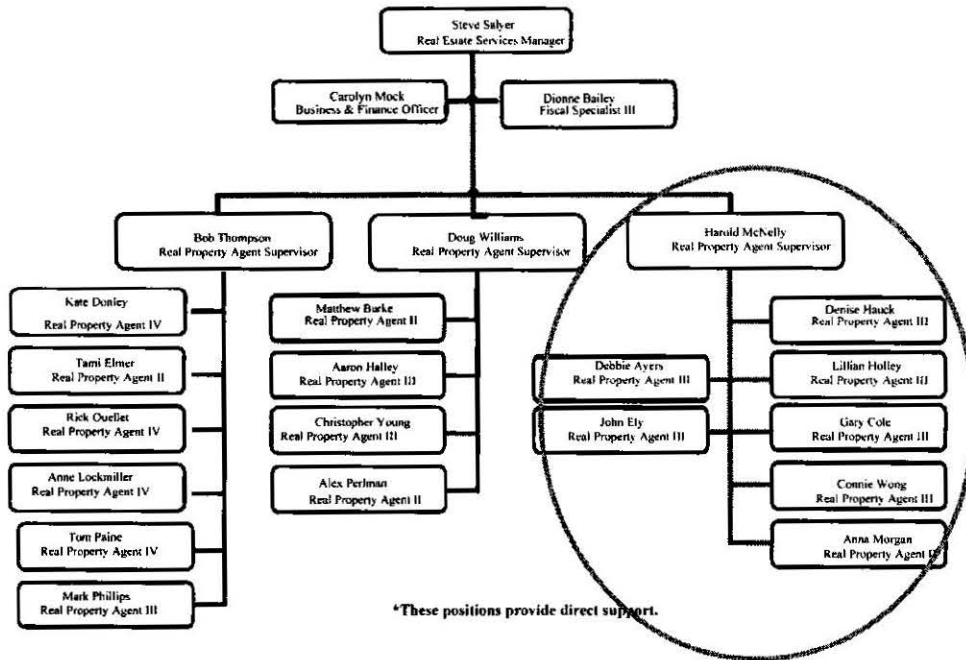 Steve Salyer
Real Estate Services Manager
Carolyn Mock
Business & Finance Officer
Dionne Bailey
Fiscal Specialist III
Bob Thompson
Real Property Agent Supervisor
Doug Williams
Real Property Agent Supervisor
Harold McNelly
Real Property Agent Supervisor
Kate Donley
Real Property Agent IV
Tami Elmer
Real Property Agent II
Rick Ouellet
Real Property Agent IV
Anne Lockmiller
Real Property Agent IV
Tom Paine
Real Property Agent IV
Mark Phillips
Real Property Agent III
Matthew Burke
Real Property Agent II
Aaron Halley
Real Property Agent III
Christopher Young
Real Property Agent III
Alex Perlman
Real Property Agent II
Debbie Ayers
Real Property Agent III
John Ely
Real Property Agent III
Denise Hauck
Real Property Agent III
Lillian Holley
Real Property Agent III
Gary Cole
Real Property Agent III
Connie Wong
Real Property Agent III
Anna Morgan
Real Property Agent
*These positions provide direct support.